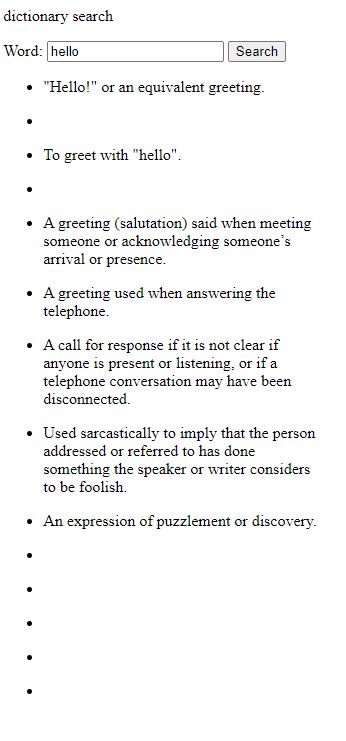 dictionary search
Word: hello Search
• "Hello!" or an equivalent greeting.
•
• To greet with "hello".
•
• A greeting (salutation) said when meeting
someone or acknowledging someone’s
arrival or presence.
• A greeting used when answering the
telephone.
• A call for response if it is not clear if
anyone is present or listening, or if a
telephone conversation may have been
disconnected.
• Used sarcastically to imply that the person
addressed or referred to has done
something the speaker or writer considers
to be foolish.
• An expression of puzzlement or discovery.
•
•
•
•
•